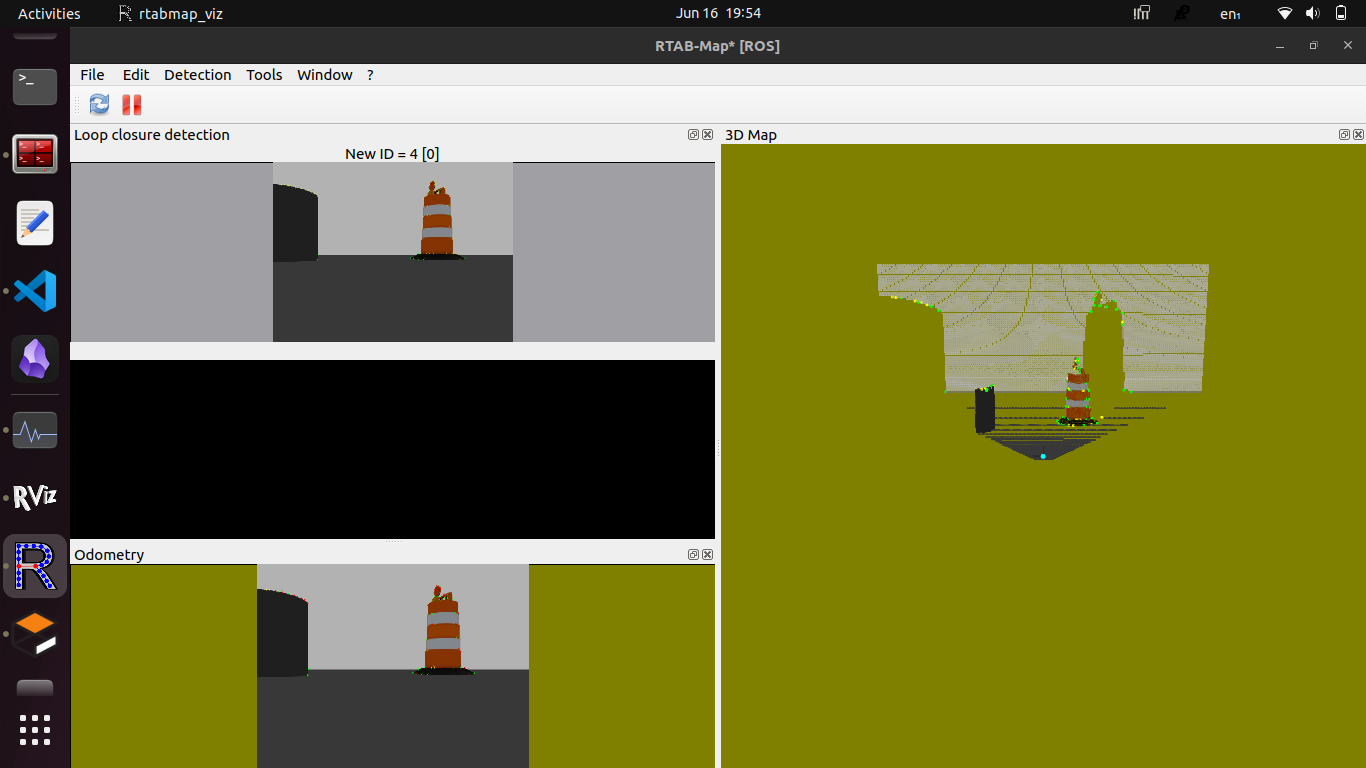 Activities rtabmap_viz Jun 16 19:54 en₁
RTAB-Map* [ROS]
File Edit Detection Tools Window ?
Loop closure detection
New ID = 4 [0]
3D Map
Odometry
>_
RViz
R